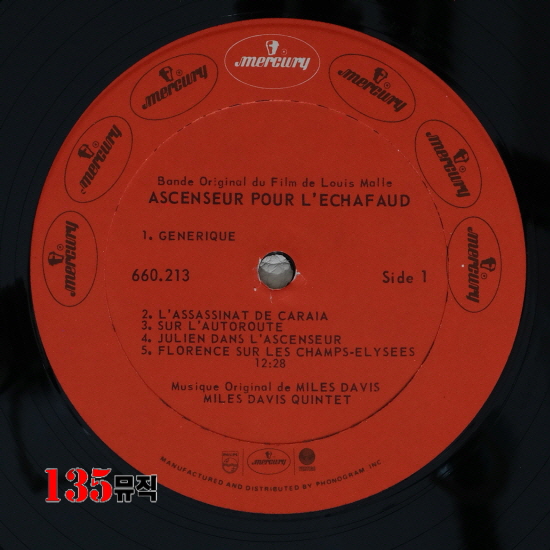 mercury
mercury
mercury
mercury
mercury
mercury
mercury
Bande Original du Film de Louis Malle
ASCENSEUR POUR L'ECHAFAUD
1. GENERIQUE
660.213 Side 1
2. L'ASSASSINAT DE CARAIA
3. SUR L'AUTOROUTE
4. JULIEN DANS L'ASCENSEUR
5. FLORENCE SUR LES CHAMPS-ELYSEES
12:28
Musique Original de MILES DAVIS
MILES DAVIS QUINTET
PHILIPS mercury
MANUFACTURED AND DISTRIBUTED BY PHONOGRAM, INC
135뮤직